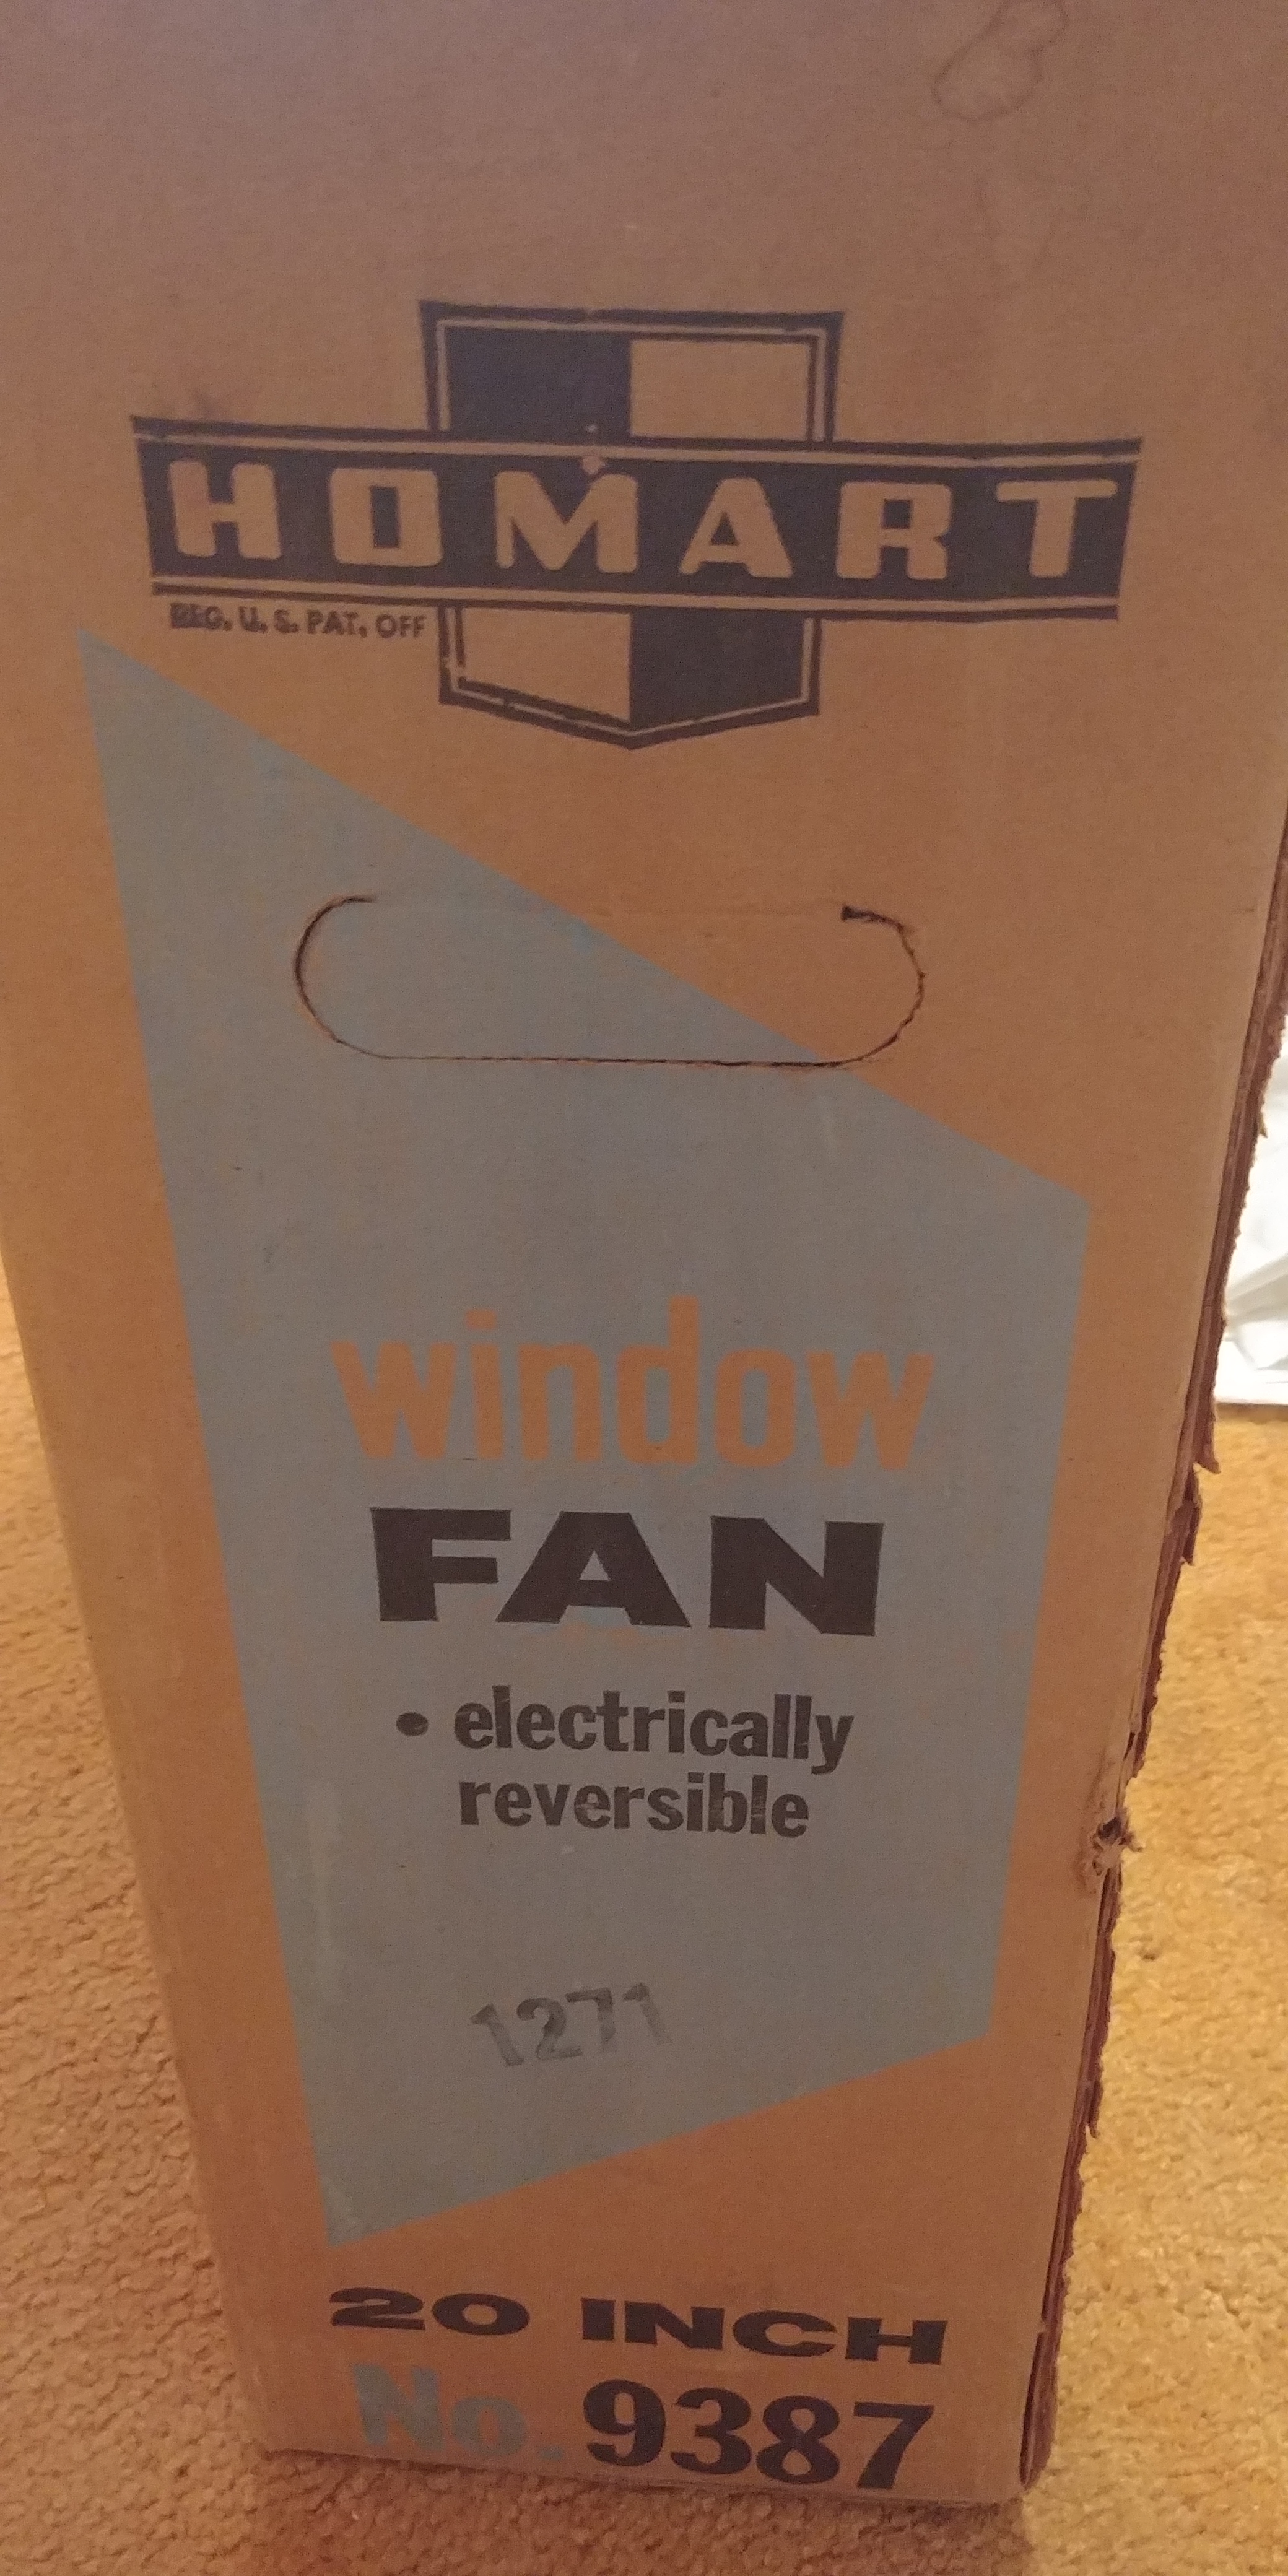 HOMART
REG. U. S. PAT. OFF
window
FAN
• electrically
reversible
1271
20 INCH
No. 9387